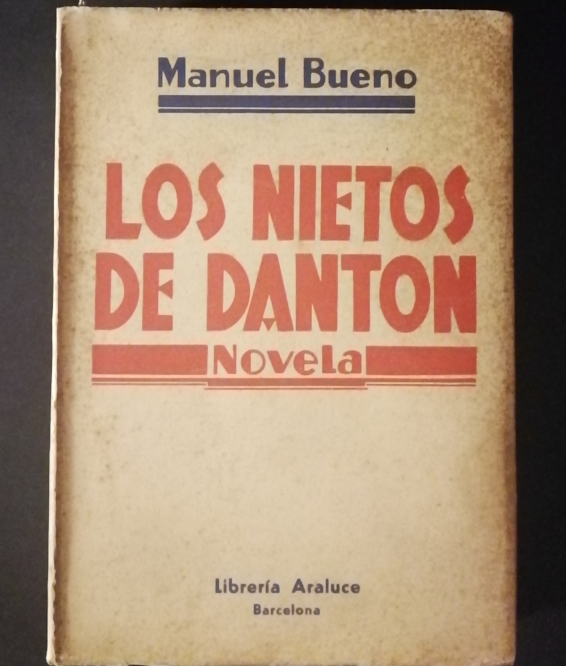 Manuel Bueno
LOS NIETOS
DE DANTON
Novela
Librería Araluce
Barcelona